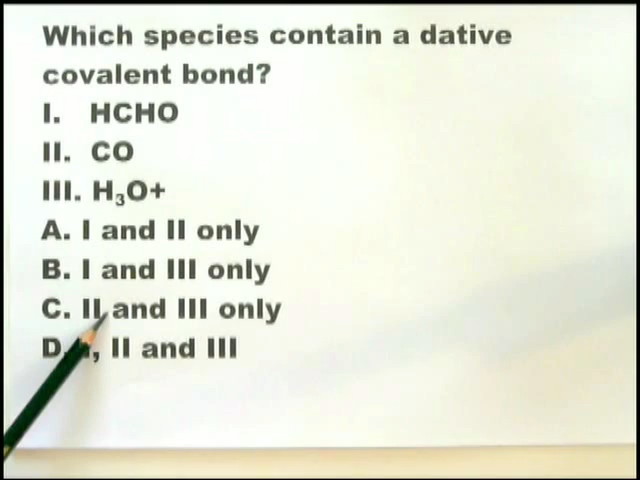 Which species contain a dative
covalent bond?
I. HCHO
II. CO
III. H₃O+
A. I and II only
B. I and III only
C. II and III only
D. I, II and III